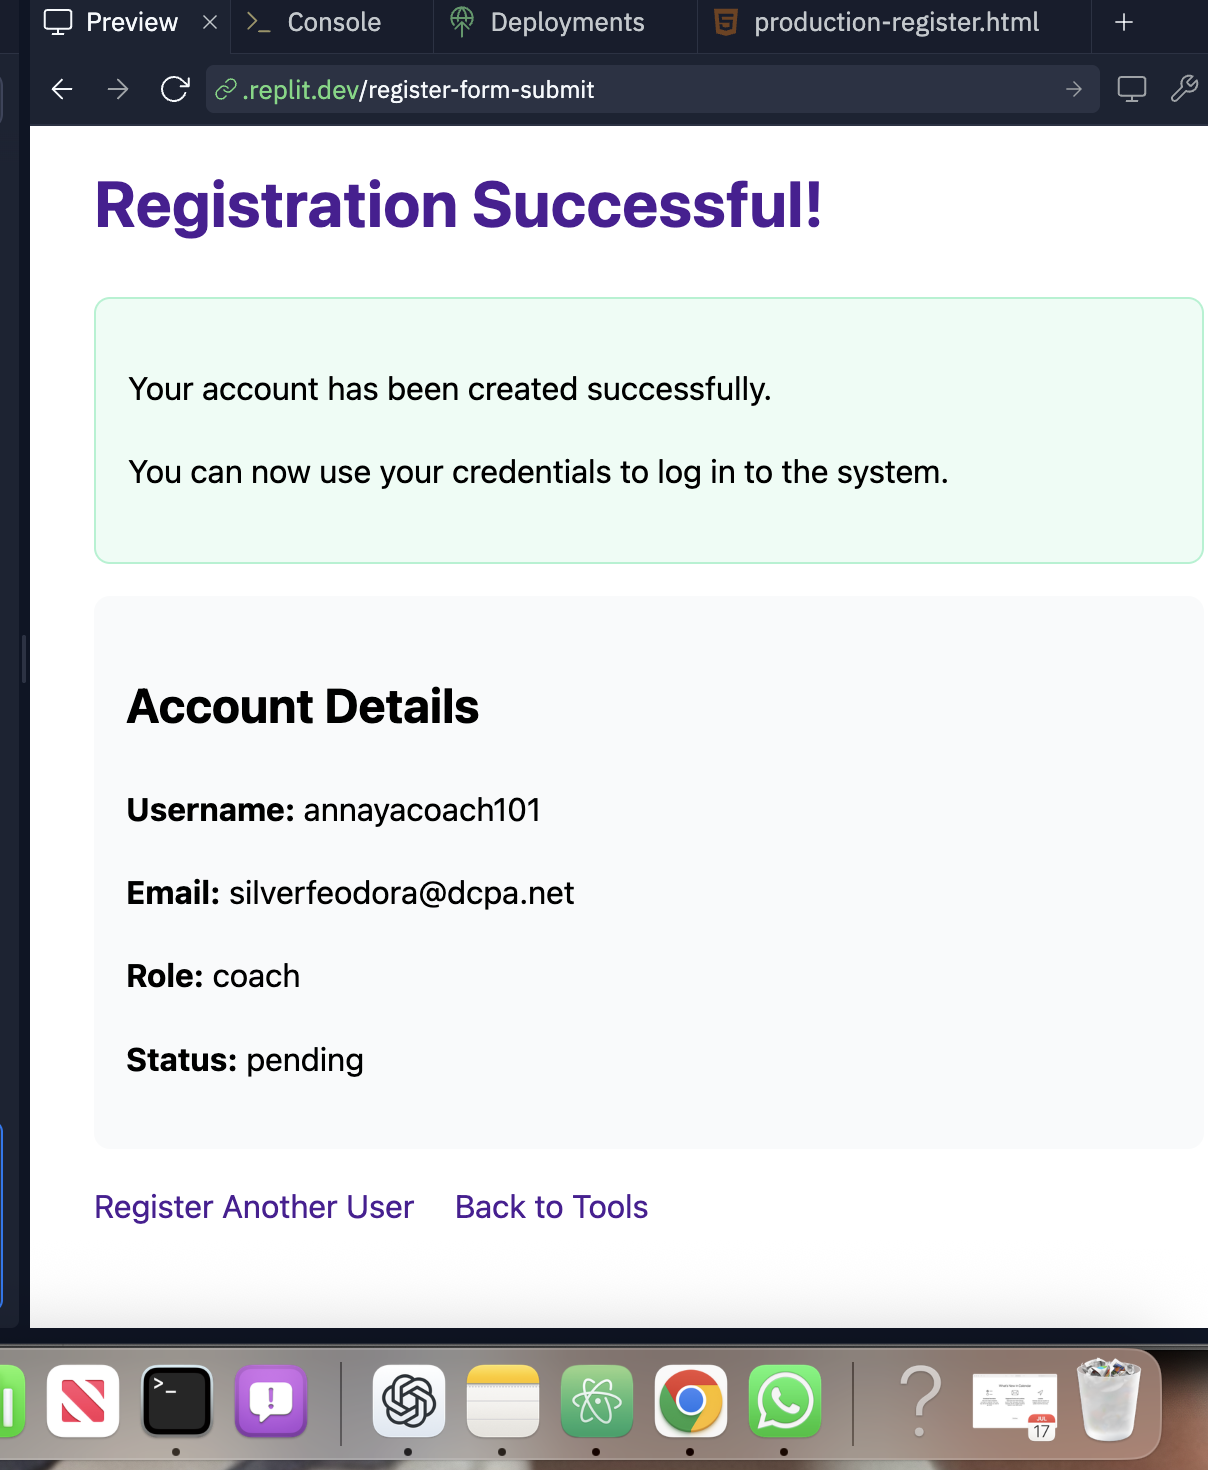 Preview
Console
Deployments
production-register.html
.replit.dev/register-form-submit
Registration Successful!
Your account has been created successfully.
You can now use your credentials to log in to the system.
Account Details
Username: annayacoach101
Email: silverfeodora@dcpa.net
Role: coach
Status: pending
Register Another User
Back to Tools
JUL
17